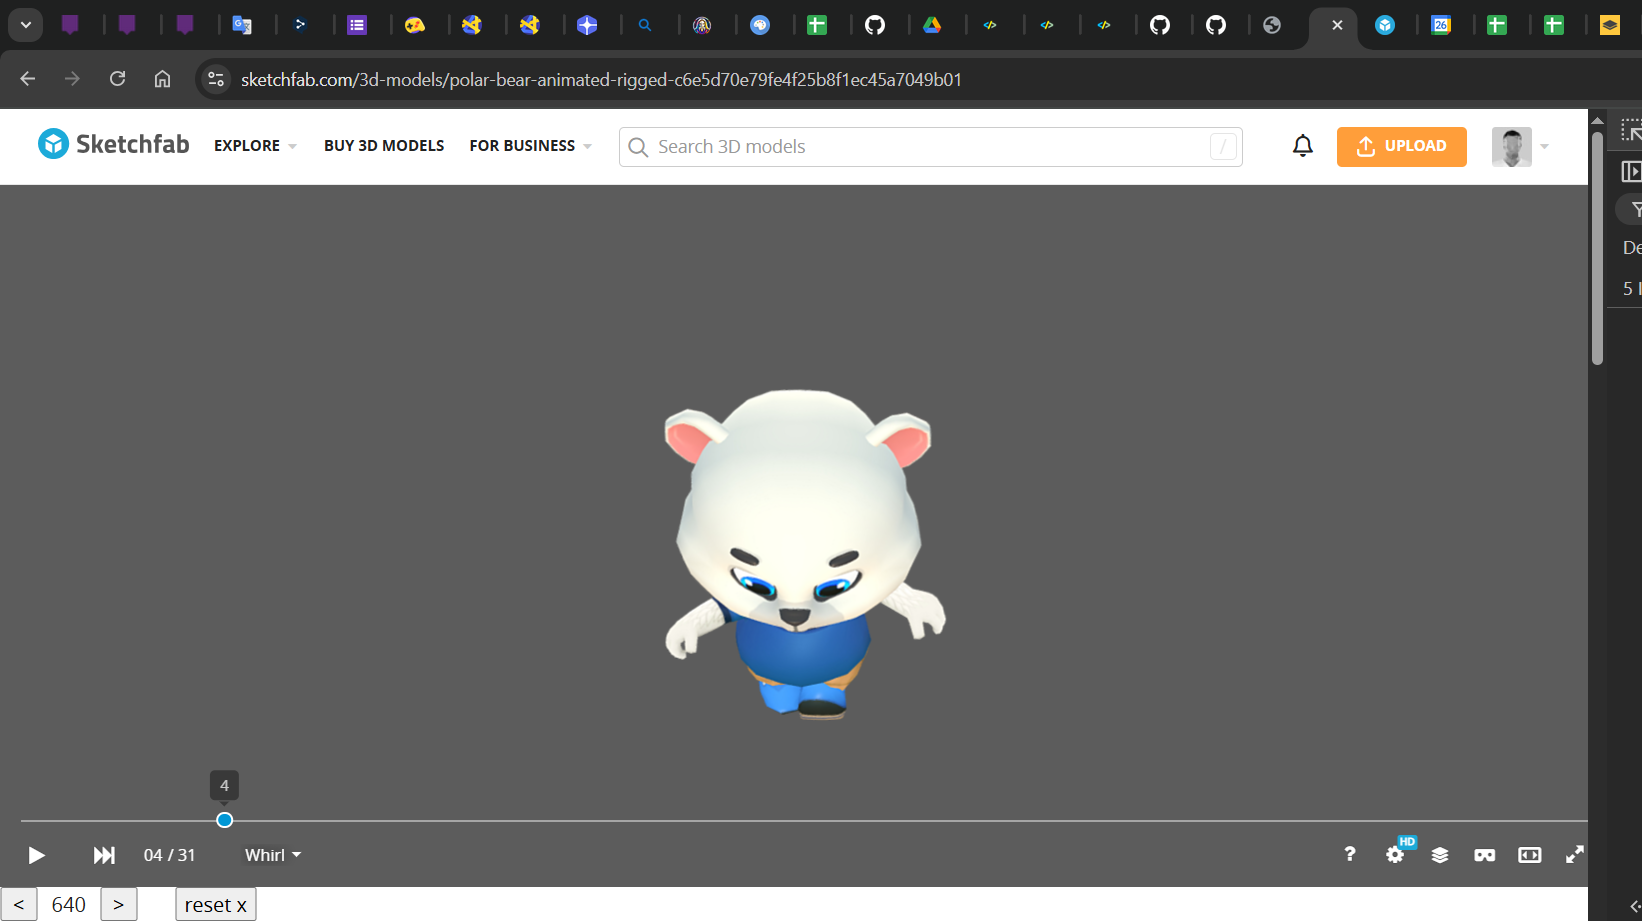 sketchfab.com/3d-models/polar-bear-animated-rigged-c6e5d70e79fe4f25b8f1ec45a7049b01
Sketchfab EXPLORE BUY 3D MODELS FOR BUSINESS Search 3D models / UPLOAD
De
5
4
04 / 31 Whirl ? HD
< 640 > reset x
26